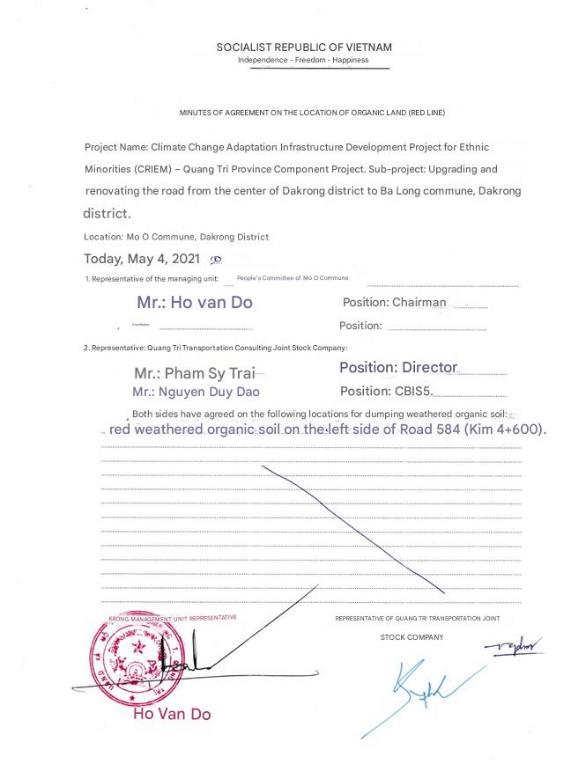 SOCIALIST REPUBLIC OF VIETNAM
Independence - Freedom - Happiness
MINUTES OF AGREEMENT ON THE LOCATION OF ORGANIC LAND (RED LINE)
Project Name: Climate Change Adaptation Infrastructure Development Project for Ethnic
Minorities (CRIEM) – Quang Tri Province Component Project. Sub-project: Upgrading and
renovating the road from the center of Dakrong district to Ba Long commune, Dakrong
district.
Location: Mo O Commune, Dakrong District
Today, May 4, 2021
1. Representative of the managing unit: People's Committee of Mo O Commune
Mr.: Ho van Do Position: Chairman
Position:
2. Representative: Quang Tri Transportation Consulting Joint Stock Company:
Mr.: Pham Sy Trai Position: Director
Mr.: Nguyen Duy Dao Position: CBIS5.
Both sides have agreed on the following locations for dumping weathered organic soil:
red weathered organic soil on the left side of Road 584 (Kim 4+600).
KRONG MANAGEMENT UNIT REPRESENTATIVE REPRESENTATIVE OF QUANG TRI TRANSPORTATION JOINT
STOCK COMPANY
Ho Van Do